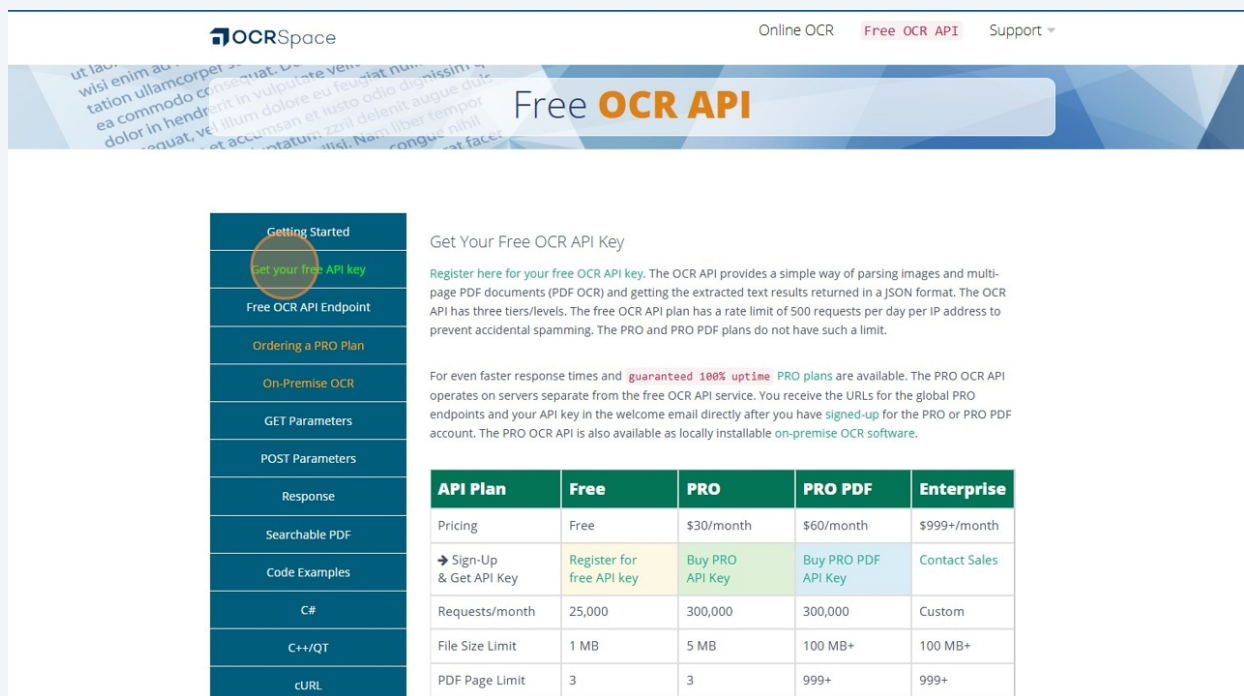 OCRSpace
Online OCR Free OCR API Support
Free OCR API
Getting Started
Get your free API key
Free OCR API Endpoint
Ordering a PRO Plan
On-Premise OCR
GET Parameters
POST Parameters
Response
Searchable PDF
Code Examples
C#
C++/QT
cURL
Get Your Free OCR API Key
Register here for your free OCR API key. The OCR API provides a simple way of parsing images and multi-
page PDF documents (PDF OCR) and getting the extracted text results returned in a JSON format. The OCR
API has three tiers/levels. The free OCR API plan has a rate limit of 500 requests per day per IP address to
prevent accidental spamming. The PRO and PRO PDF plans do not have such a limit.
For even faster response times and guaranteed 100% uptime PRO plans are available. The PRO OCR API
operates on servers separate from the free OCR API service. You receive the URLs for the global PRO
endpoints and your API key in the welcome email directly after you have signed-up for the PRO or PRO PDF
account. The PRO OCR API is also available as locally installable on-premise OCR software.
API Plan Free PRO PRO PDF Enterprise
Pricing Free $30/month $60/month $999+/month
→ Sign-Up Register for Buy PRO Buy PRO PDF Contact Sales
& Get API Key free API key API Key API Key
Requests/month 25,000 300,000 300,000 Custom
File Size Limit 1 MB 5 MB 100 MB+ 100 MB+
PDF Page Limit 3 3 999+ 999+